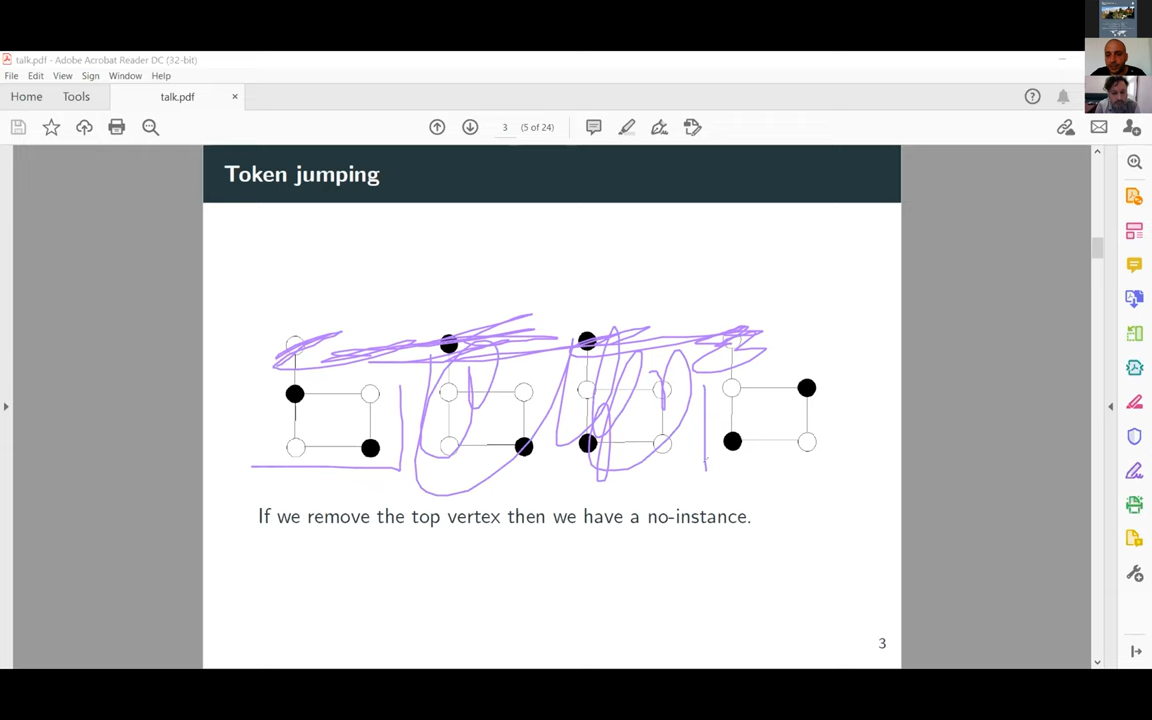 talk.pdf - Adobe Acrobat Reader DC (32-bit)
File Edit View Sign Window Help
Home Tools talk.pdf ×
3 (5 of 24)
Token jumping
If we remove the top vertex then we have a no-instance.
3